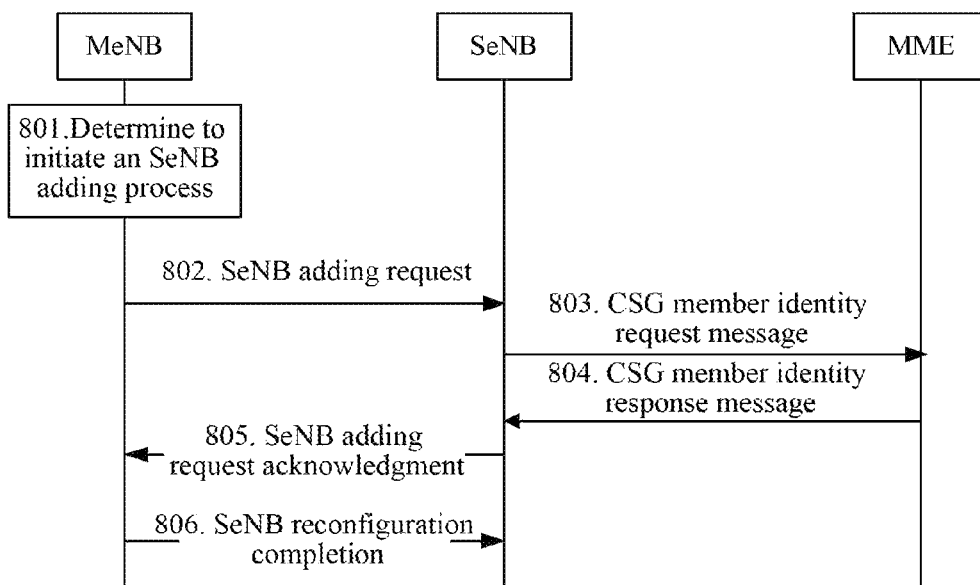 MeNB
SeNB
MME
801.Determine to
initiate an SeNB
adding process
802. SeNB adding request
803. CSG member identity
request message
804. CSG member identity
response message
805. SeNB adding
request acknowledgment
806. SeNB reconfiguration
completion